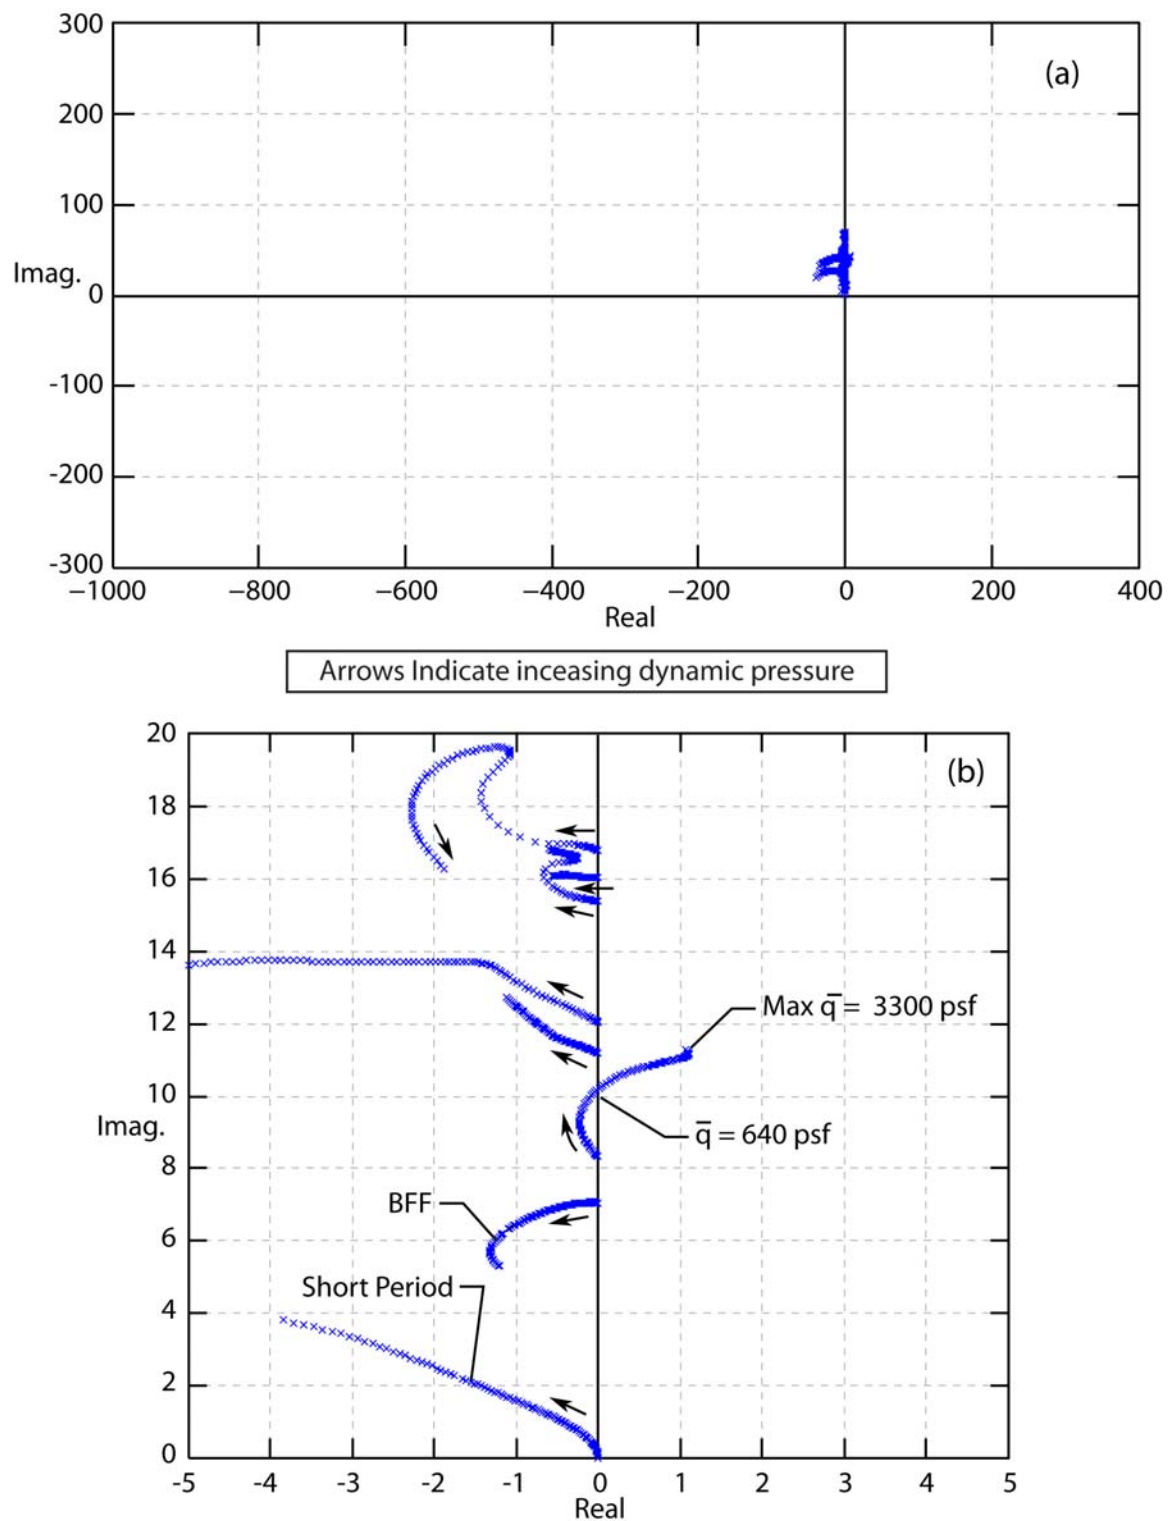 300
(a)
200
100
Imag.
0
-100
-200
-300
−1000 −800 −600 −400 −200 0 200 400
Real
Arrows Indicate inceasing dynamic pressure
20
(b)
18
16
14
Max q̄ = 3300 psf
12
10
Imag.
q̄ = 640 psf
8
BFF
6
Short Period
4
2
0
-5 -4 -3 -2 -1 0 1 2 3 4 5
Real